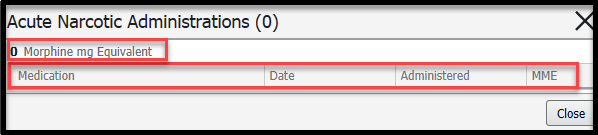 Acute Narcotic Administrations (0)
0 Morphine mg Equivalent
Medication Date Administered MME
Close